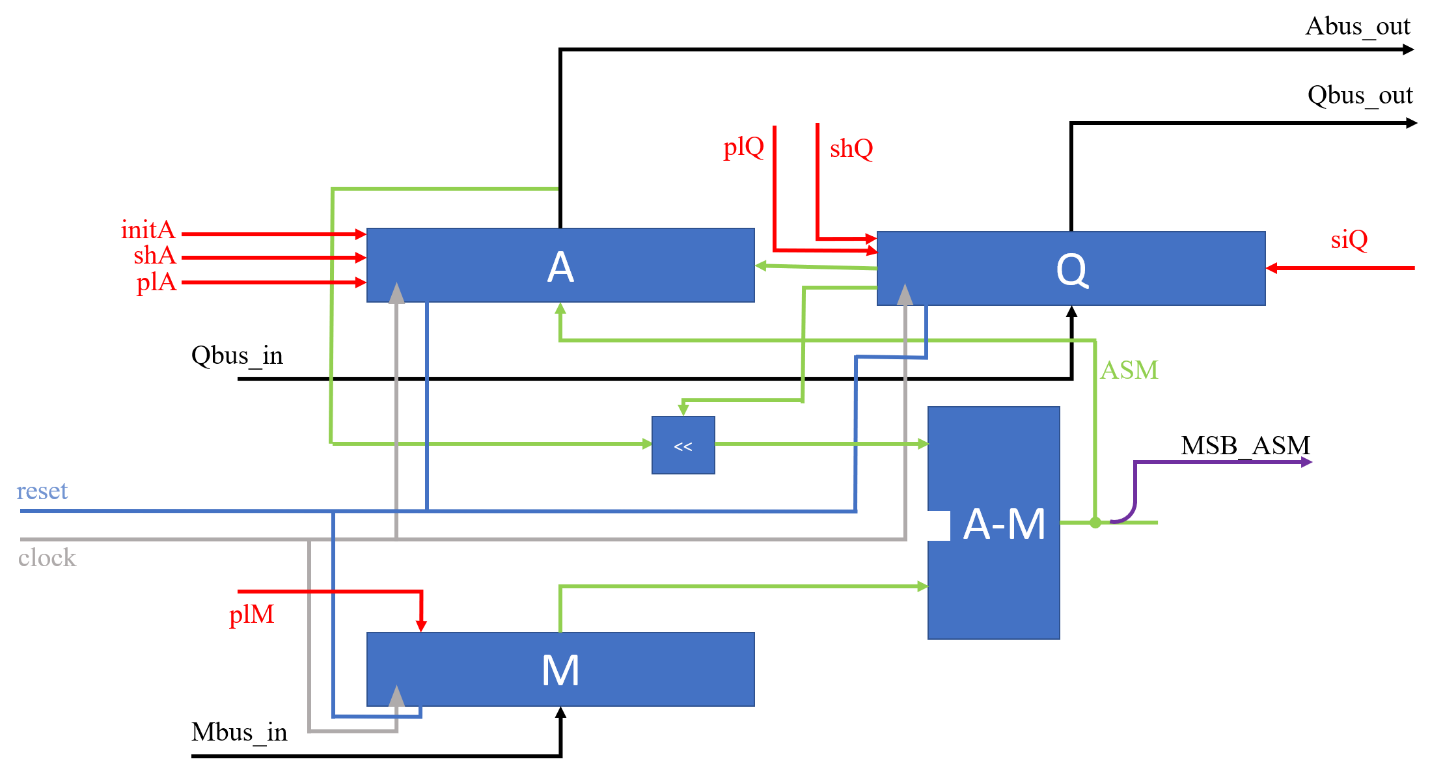 Abus_out
Qbus_out
plQ
shQ
initA
shA
plA
A
Q
siQ
Qbus_in
ASM
<<
MSB_ASM
reset
A-M
clock
plM
M
Mbus_in